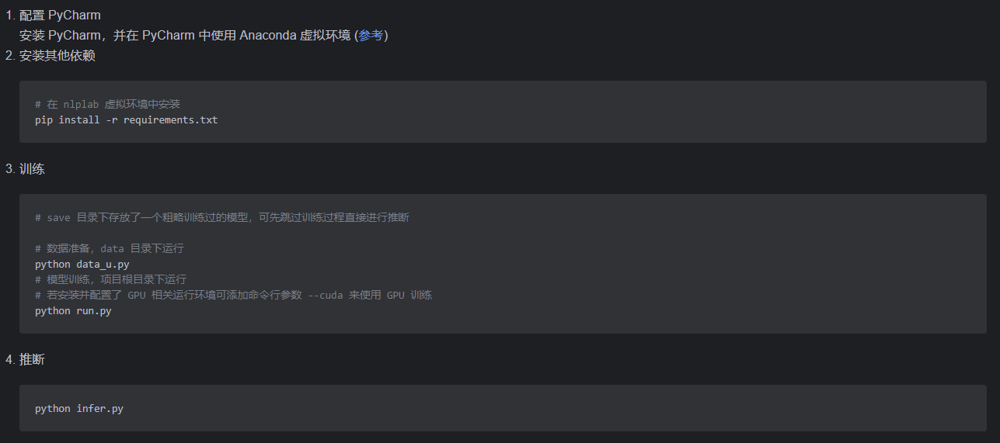 1. 配置 PyCharm
安装 PyCharm，并在 PyCharm 中使用 Anaconda 虚拟环境 (参考)
2. 安装其他依赖
# 在 nlplab 虚拟环境中安装
pip install -r requirements.txt
3. 训练
# save 目录下存放了一个粗略训练过的模型，可先跳过训练过程直接进行推断
# 数据准备，data 目录下运行
python data_u.py
# 模型训练，项目根目录下运行
# 若安装并配置了 GPU 相关运行环境可添加命令行参数 --cuda 来使用 GPU 训练
python run.py
4. 推断
python infer.py